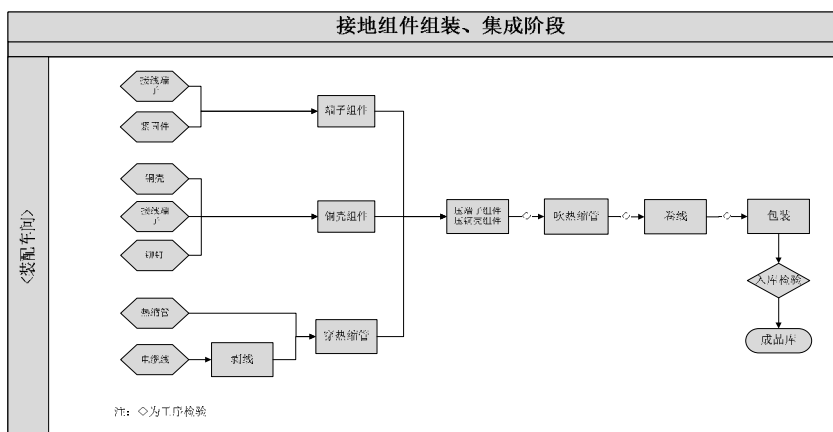 接地组件组装、集成阶段
<装配车间>
接线端
子
紧固件
端子组件
铜壳
接线端子
铆钉
铜壳组件
热缩管
电缆线
剥线
穿热缩管
压端子组件
压铜壳组件
吹热缩管
卷线
包装
入库检验
成品库
注：◇为工序检验